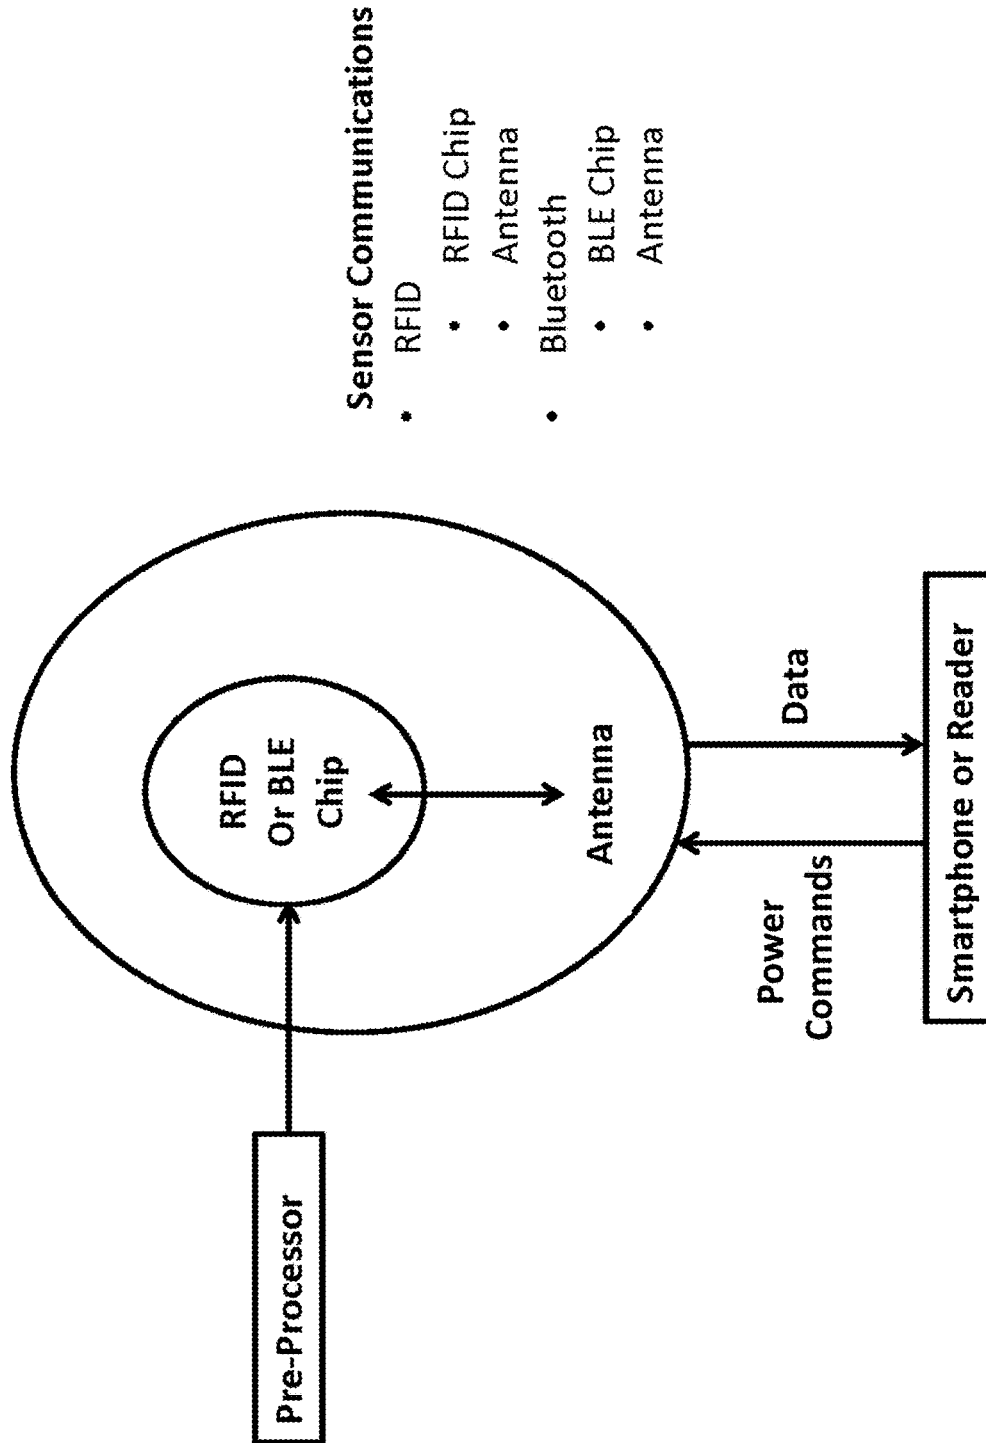 Sensor Communications
• RFID
• RFID Chip
• Antenna
• Bluetooth
• BLE Chip
• Antenna
Pre-Processor
RFID
Or BLE
Chip
Antenna
Power
Commands
Data
Smartphone or Reader